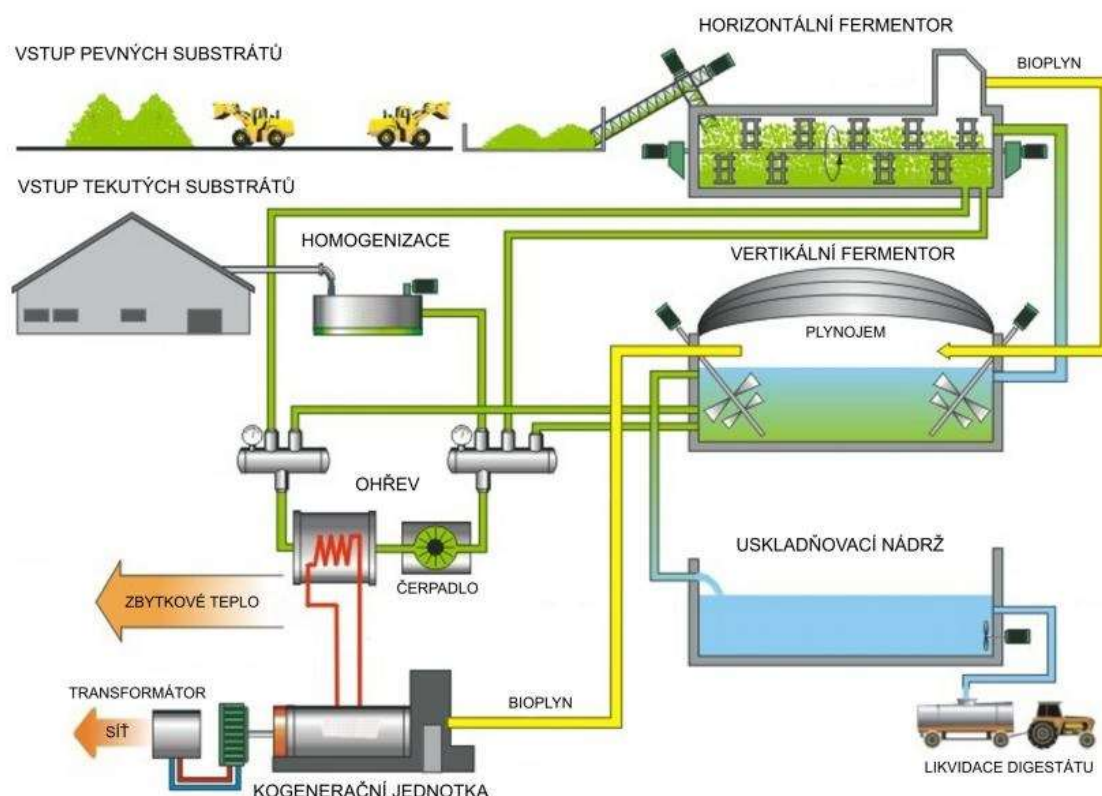 HORIZONTÁLNÍ FERMENTOR
VSTUP PEVNÝCH SUBSTRÁTŮ
BIOPLYN
VSTUP TEKUTÝCH SUBSTRÁTŮ
HOMOGENIZACE
VERTIKÁLNÍ FERMENTOR
PLYNOJEM
OHŘEV
USKLADŇOVACÍ NÁDRŽ
ČERPADLO
ZBYTKOVÉ TEPLO
TRANSFORMÁTOR
BIOPLYN
SÍŤ
LIKVIDACE DIGESTÁTU
KOGENERAČNÍ JEDNOTKA